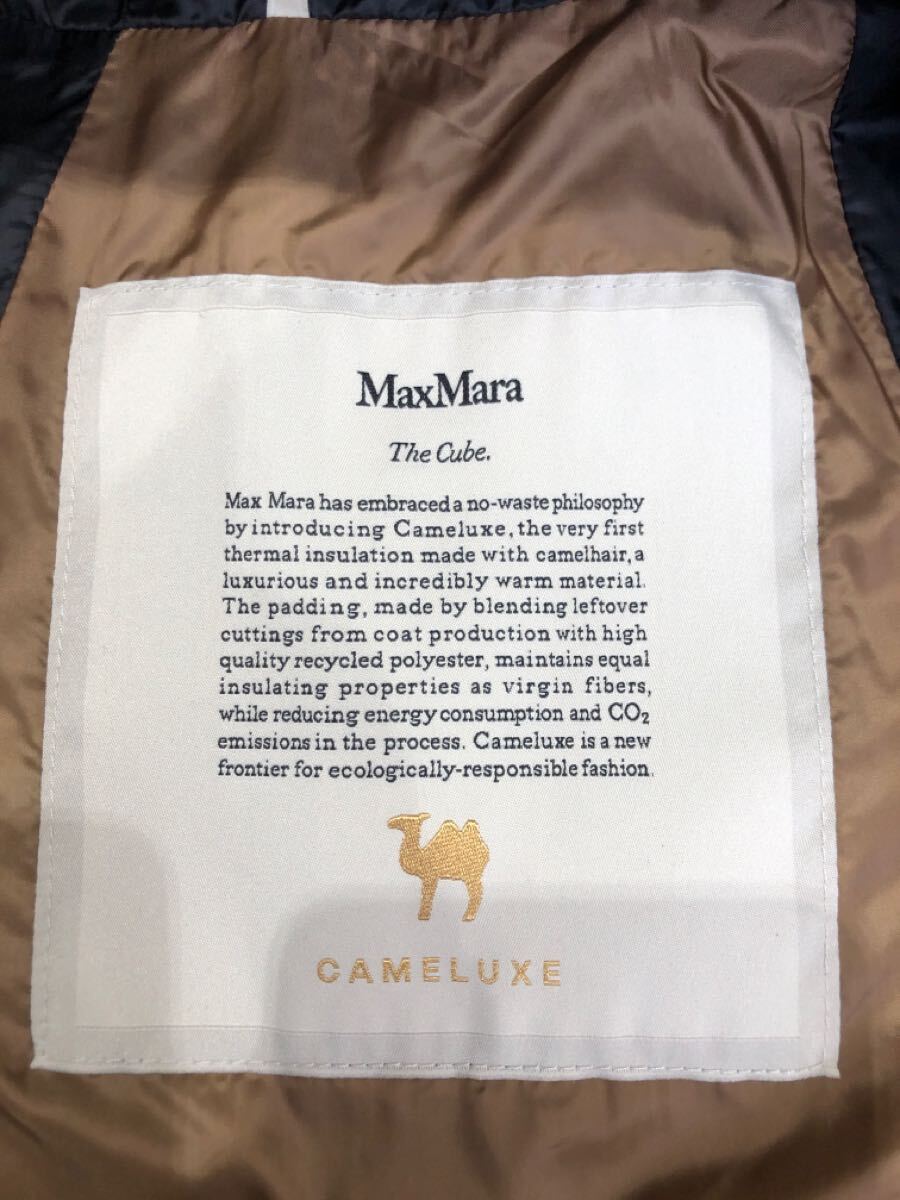 MaxMara
The Cube.
Max Mara has embraced a no-waste philosophy
by introducing Cameluxe, the very first
thermal insulation made with camelhair, a
luxurious and incredibly warm material.
The padding, made by blending leftover
cuttings from coat production with high
quality recycled polyester, maintains equal
insulating properties as virgin fibers,
while reducing energy consumption and CO₂
emissions in the process. Cameluxe is a new
frontier for ecologically-responsible fashion.
CAMELUXE